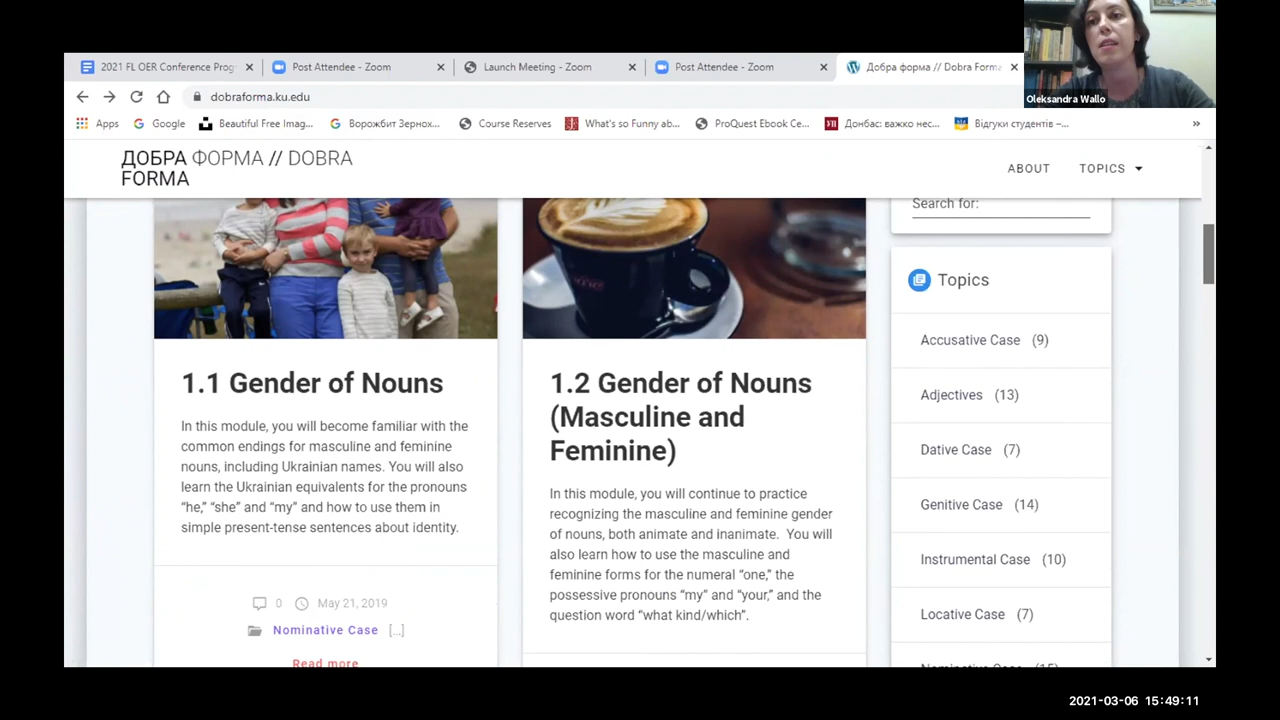 2021 FL OER Conference Prog
Post Attendee - Zoom
Launch Meeting - Zoom
Post Attendee - Zoom
Добра форма // Dobra Forma
Oleksandra Wallo
dobraforma.ku.edu
Apps
Google
Beautiful Free Imag...
Ворожбит Зернох...
Course Reserves
What's so Funny ab...
ProQuest Ebook Ce...
Донбас: важко нес...
Відгуки студентів –...
»
ДОБРА ФОРМА // DOBRA
FORMA
ABOUT
TOPICS
1.1 Gender of Nouns
In this module, you will become familiar with the
common endings for masculine and feminine
nouns, including Ukrainian names. You will also
learn the Ukrainian equivalents for the pronouns
“he,” “she” and “my” and how to use them in
simple present-tense sentences about identity.
0 May 21, 2019
Nominative Case [...]
Read more
1.2 Gender of Nouns
(Masculine and
Feminine)
In this module, you will continue to practice
recognizing the masculine and feminine gender
of nouns, both animate and inanimate. You will
also learn how to use the masculine and
feminine forms for the numeral “one,” the
possessive pronouns “my” and “your,” and the
question word “what kind/which”.
Search for:
Topics
Accusative Case (9)
Adjectives (13)
Dative Case (7)
Genitive Case (14)
Instrumental Case (10)
Locative Case (7)
Nominative Case (15)
2021-03-06 15:49:11